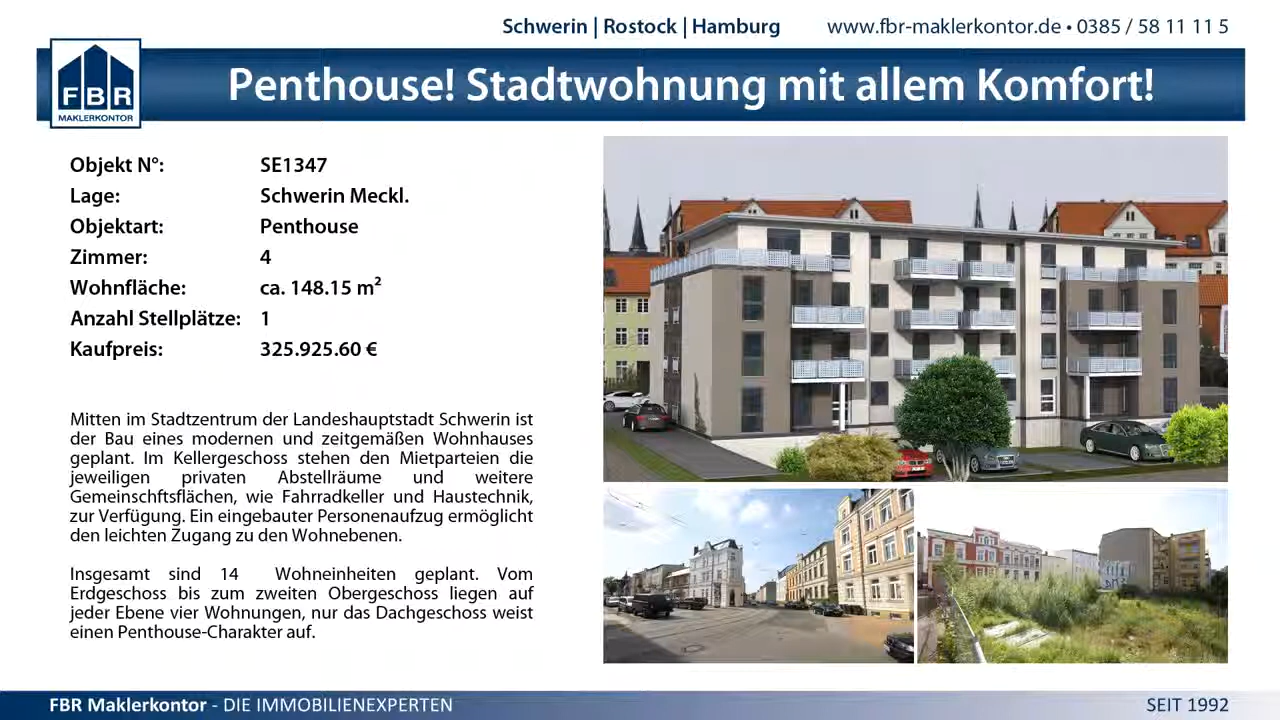 Schwerin | Rostock | Hamburg www.fbr-maklerkontor.de • 0385 / 58 11 11 5
FBR
MAKLERKONTOR
Penthouse! Stadtwohnung mit allem Komfort!
Objekt N°: SE1347
Lage: Schwerin Meckl.
Objektart: Penthouse
Zimmer: 4
Wohnfläche: ca. 148.15 m²
Anzahl Stellplätze: 1
Kaufpreis: 325.925.60 €
Mitten im Stadtzentrum der Landeshauptstadt Schwerin ist
der Bau eines modernen und zeitgemäßen Wohnhauses
geplant. Im Kellergeschoss stehen den Mietparteien die
jeweiligen privaten Abstellräume und weitere
Gemeinschftsflächen, wie Fahrradkeller und Haustechnik,
zur Verfügung. Ein eingebauter Personenaufzug ermöglicht
den leichten Zugang zu den Wohnebenen.
Insgesamt sind 14 Wohneinheiten geplant. Vom
Erdgeschoss bis zum zweiten Obergeschoss liegen auf
jeder Ebene vier Wohnungen, nur das Dachgeschoss weist
einen Penthouse-Charakter auf.
FBR Maklerkontor - DIE IMMOBILIENEXPERTEN SEIT 1992